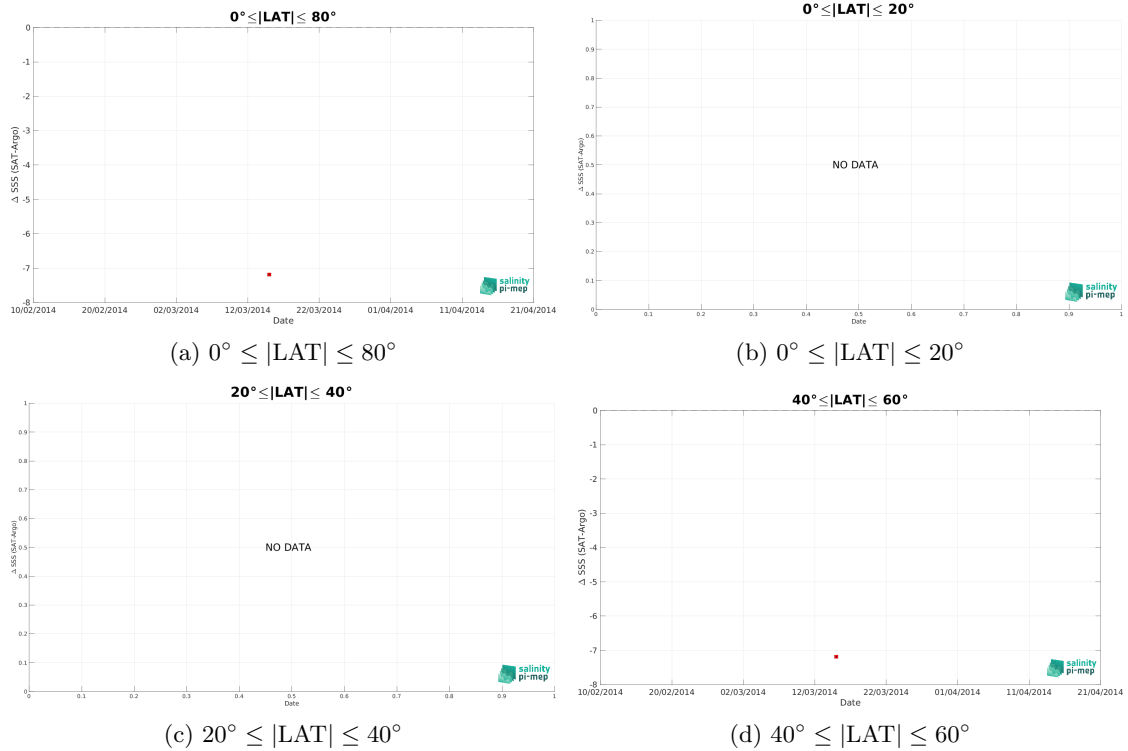 0°≤|LAT|≤ 80°
0
-1
-2
-3
-4
-5
-6
-7
-8
Δ SSS (SAT-Argo)
10/02/2014 20/02/2014 02/03/2014 12/03/2014 22/03/2014 01/04/2014 11/04/2014 21/04/2014
Date
salinity
pi-mep
(a) 0° ≤ |LAT| ≤ 80°
0°≤|LAT|≤ 20°
1
0.9
0.8
0.7
0.6
0.5
0.4
0.3
0.2
0.1
0
Δ SSS (SAT-Argo)
NO DATA
0 0.1 0.2 0.3 0.4 0.5 0.6 0.7 0.8 0.9 1
Date
salinity
pi-mep
(b) 0° ≤ |LAT| ≤ 20°
20°≤|LAT|≤ 40°
1
0.9
0.8
0.7
0.6
0.5
0.4
0.3
0.2
0.1
0
Δ SSS (SAT-Argo)
NO DATA
0 0.1 0.2 0.3 0.4 0.5 0.6 0.7 0.8 0.9 1
Date
salinity
pi-mep
(c) 20° ≤ |LAT| ≤ 40°
40°≤|LAT|≤ 60°
0
-1
-2
-3
-4
-5
-6
-7
-8
Δ SSS (SAT-Argo)
10/02/2014 20/02/2014 02/03/2014 12/03/2014 22/03/2014 01/04/2014 11/04/2014 21/04/2014
Date
salinity
pi-mep
(d) 40° ≤ |LAT| ≤ 60°